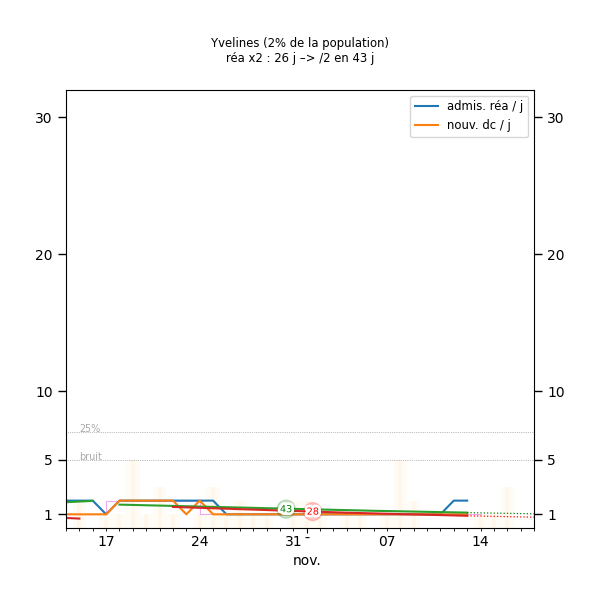 Yvelines (2% de la population)
réa x2 : 26 j –> /2 en 43 j
admis. réa / j
nouv. dc / j
30 30
20 20
10 10
25%
5 bruit 5
43 28
1 1
17 24 31 07 14
nov.